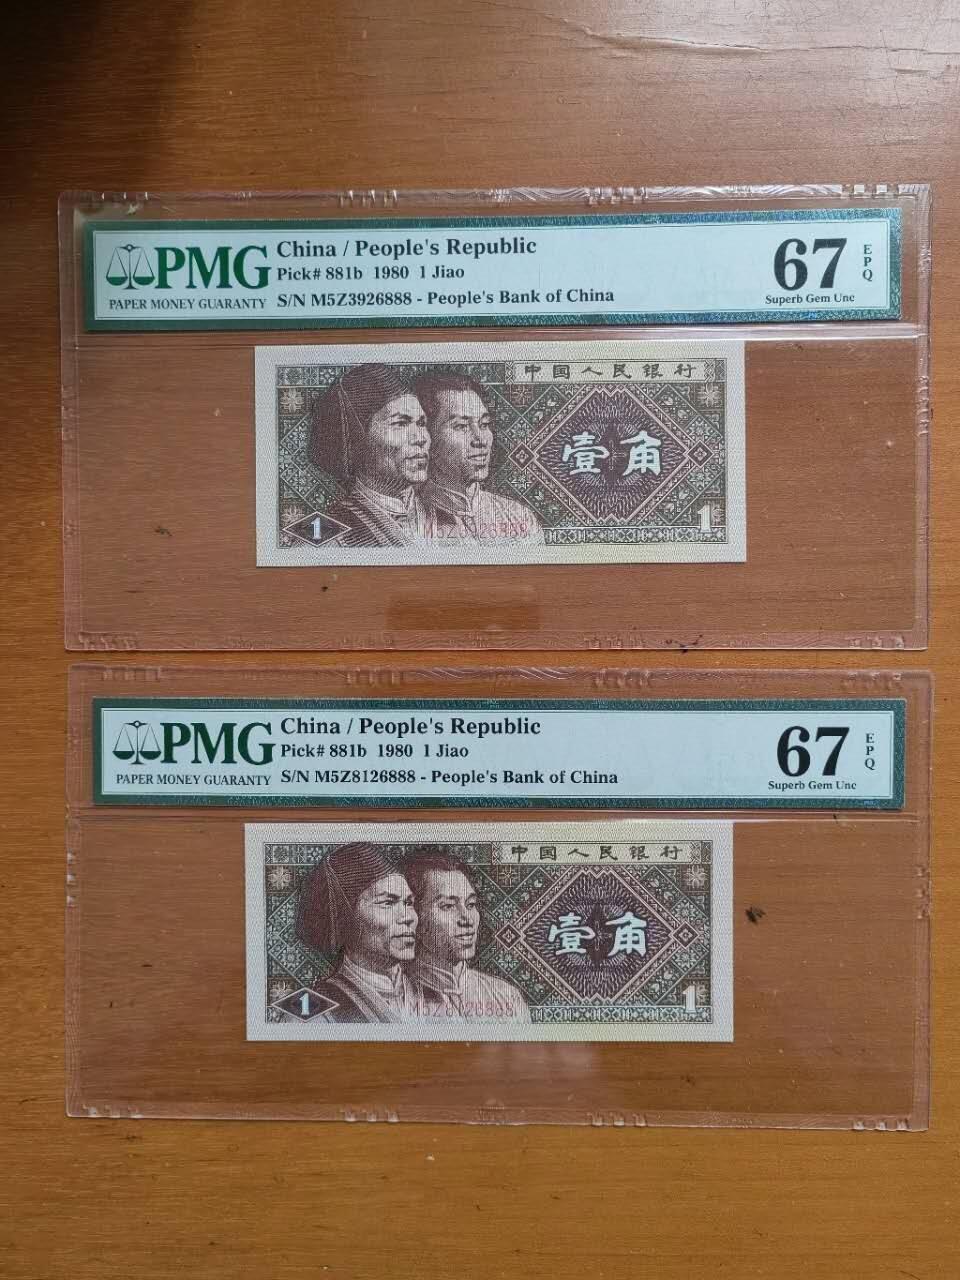 PMG
PAPER MONEY GUARANTY
China / People's Republic
Pick# 881b 1980 1 Jiao
S/N M5Z3926888 - People's Bank of China
67
EPQ
Superb Gem Unc
中国人民银行
壹角
1
M5Z3926888
1
PMG
PAPER MONEY GUARANTY
China / People's Republic
Pick# 881b 1980 1 Jiao
S/N M5Z8126888 - People's Bank of China
67
EPQ
Superb Gem Unc
中国人民银行
壹角
1
M5Z8126888
1